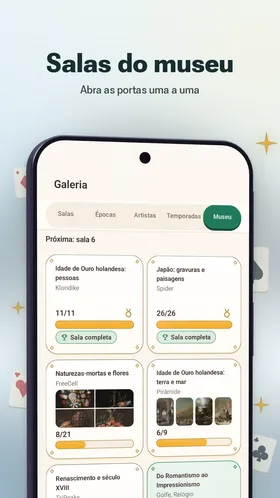 Salas do museu
Abra as portas uma a uma
Galeria
Salas
Épocas
Artistas
Temporadas
Museu
Próxima: sala 6
Idade de Ouro holandesa:
pessoas
Klondike
11/11
Sala completa
Japão: gravuras e
paisagens
Spider
26/26
Sala completa
Naturezas-mortas e flores
FreeCell
8/21
Idade de Ouro holandesa:
terra e mar
Pirâmide
6/9
Renascimento e século
XVIII
TriPeaks
Do Romantismo ao
Impressionismo
Golfe, Relógio